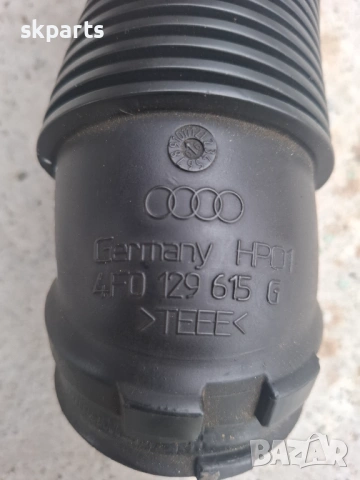 skparts
Germany HP01
4F0 129 615 G
>TEEE<
BAZAR